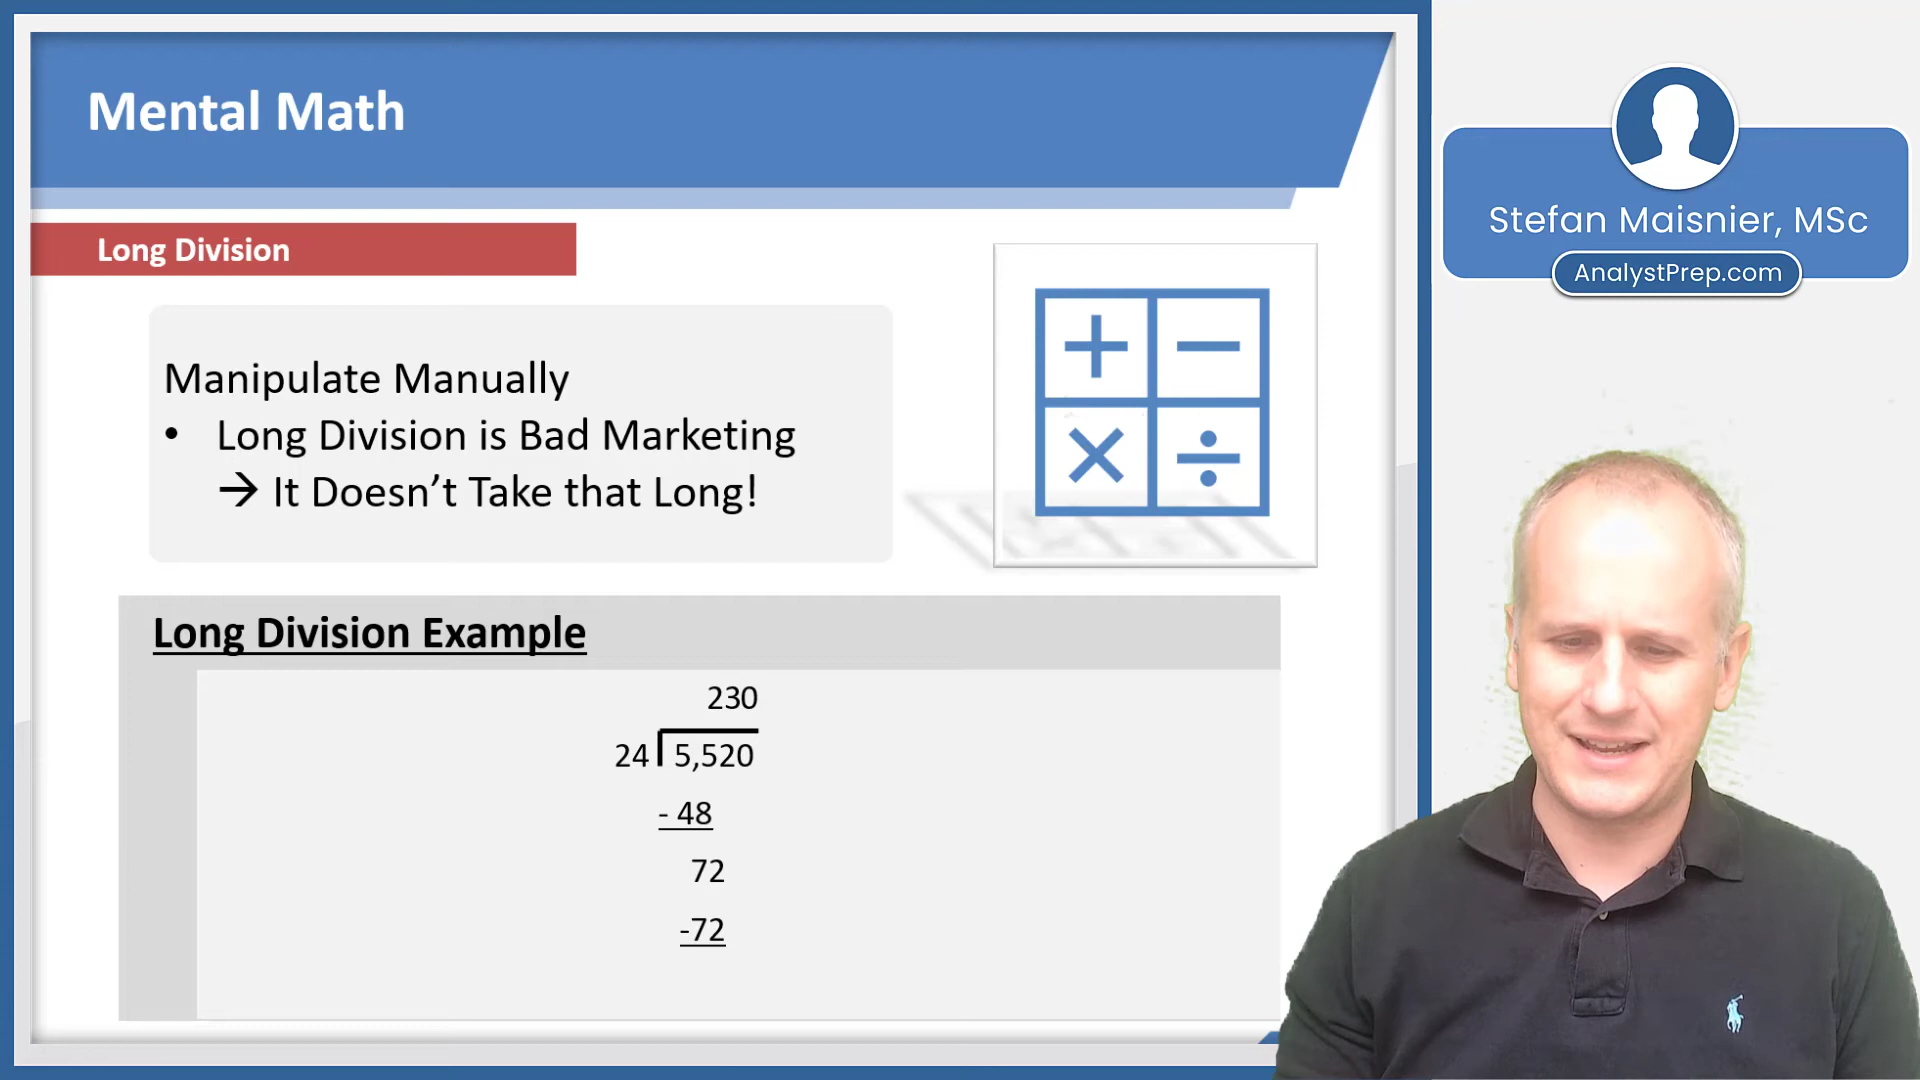 Mental Math
Long Division
Manipulate Manually
• Long Division is Bad Marketing
→ It Doesn’t Take that Long!
Long Division Example
230
24 5,520
- 48
72
-72
Stefan Maisnier, MSc
AnalystPrep.com